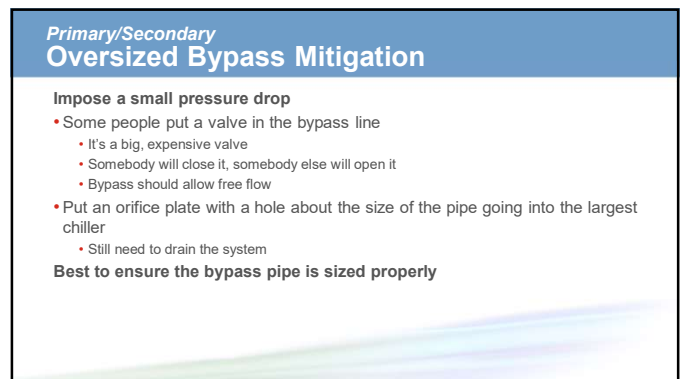 Primary/Secondary
Oversized Bypass Mitigation
Impose a small pressure drop
• Some people put a valve in the bypass line
• It's a big, expensive valve
• Somebody will close it, somebody else will open it
• Bypass should allow free flow
• Put an orifice plate with a hole about the size of the pipe going into the largest
chiller
• Still need to drain the system
Best to ensure the bypass pipe is sized properly